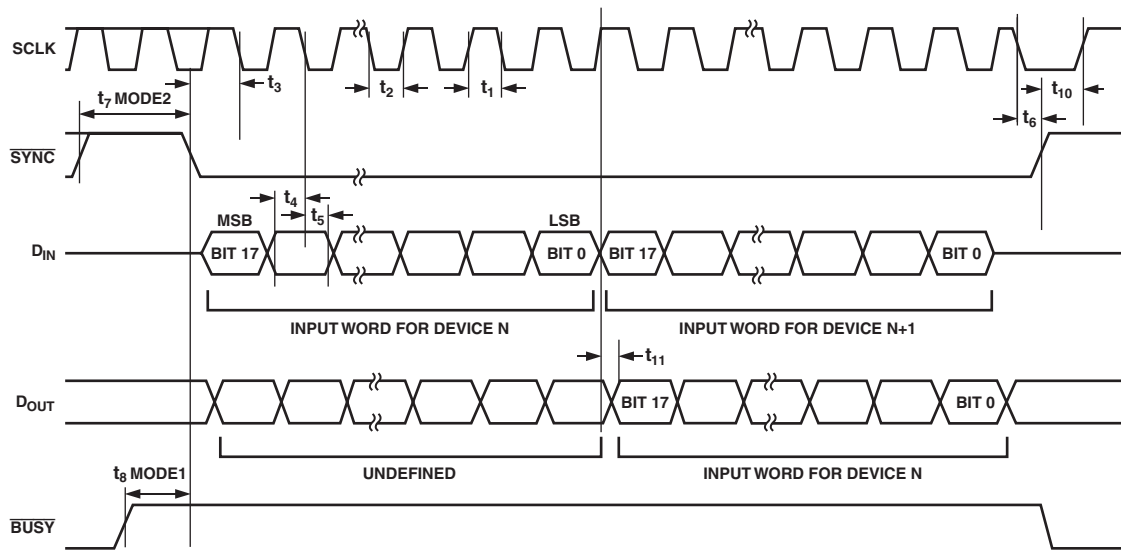 SCLK
t3
t2
t1
t10
t6
t7 MODE2
SYNC
t4
t5
MSB
LSB
DIN
BIT 17
BIT 0
BIT 17
BIT 0
INPUT WORD FOR DEVICE N
INPUT WORD FOR DEVICE N+1
t11
DOUT
BIT 17
BIT 0
UNDEFINED
INPUT WORD FOR DEVICE N
t8 MODE1
BUSY